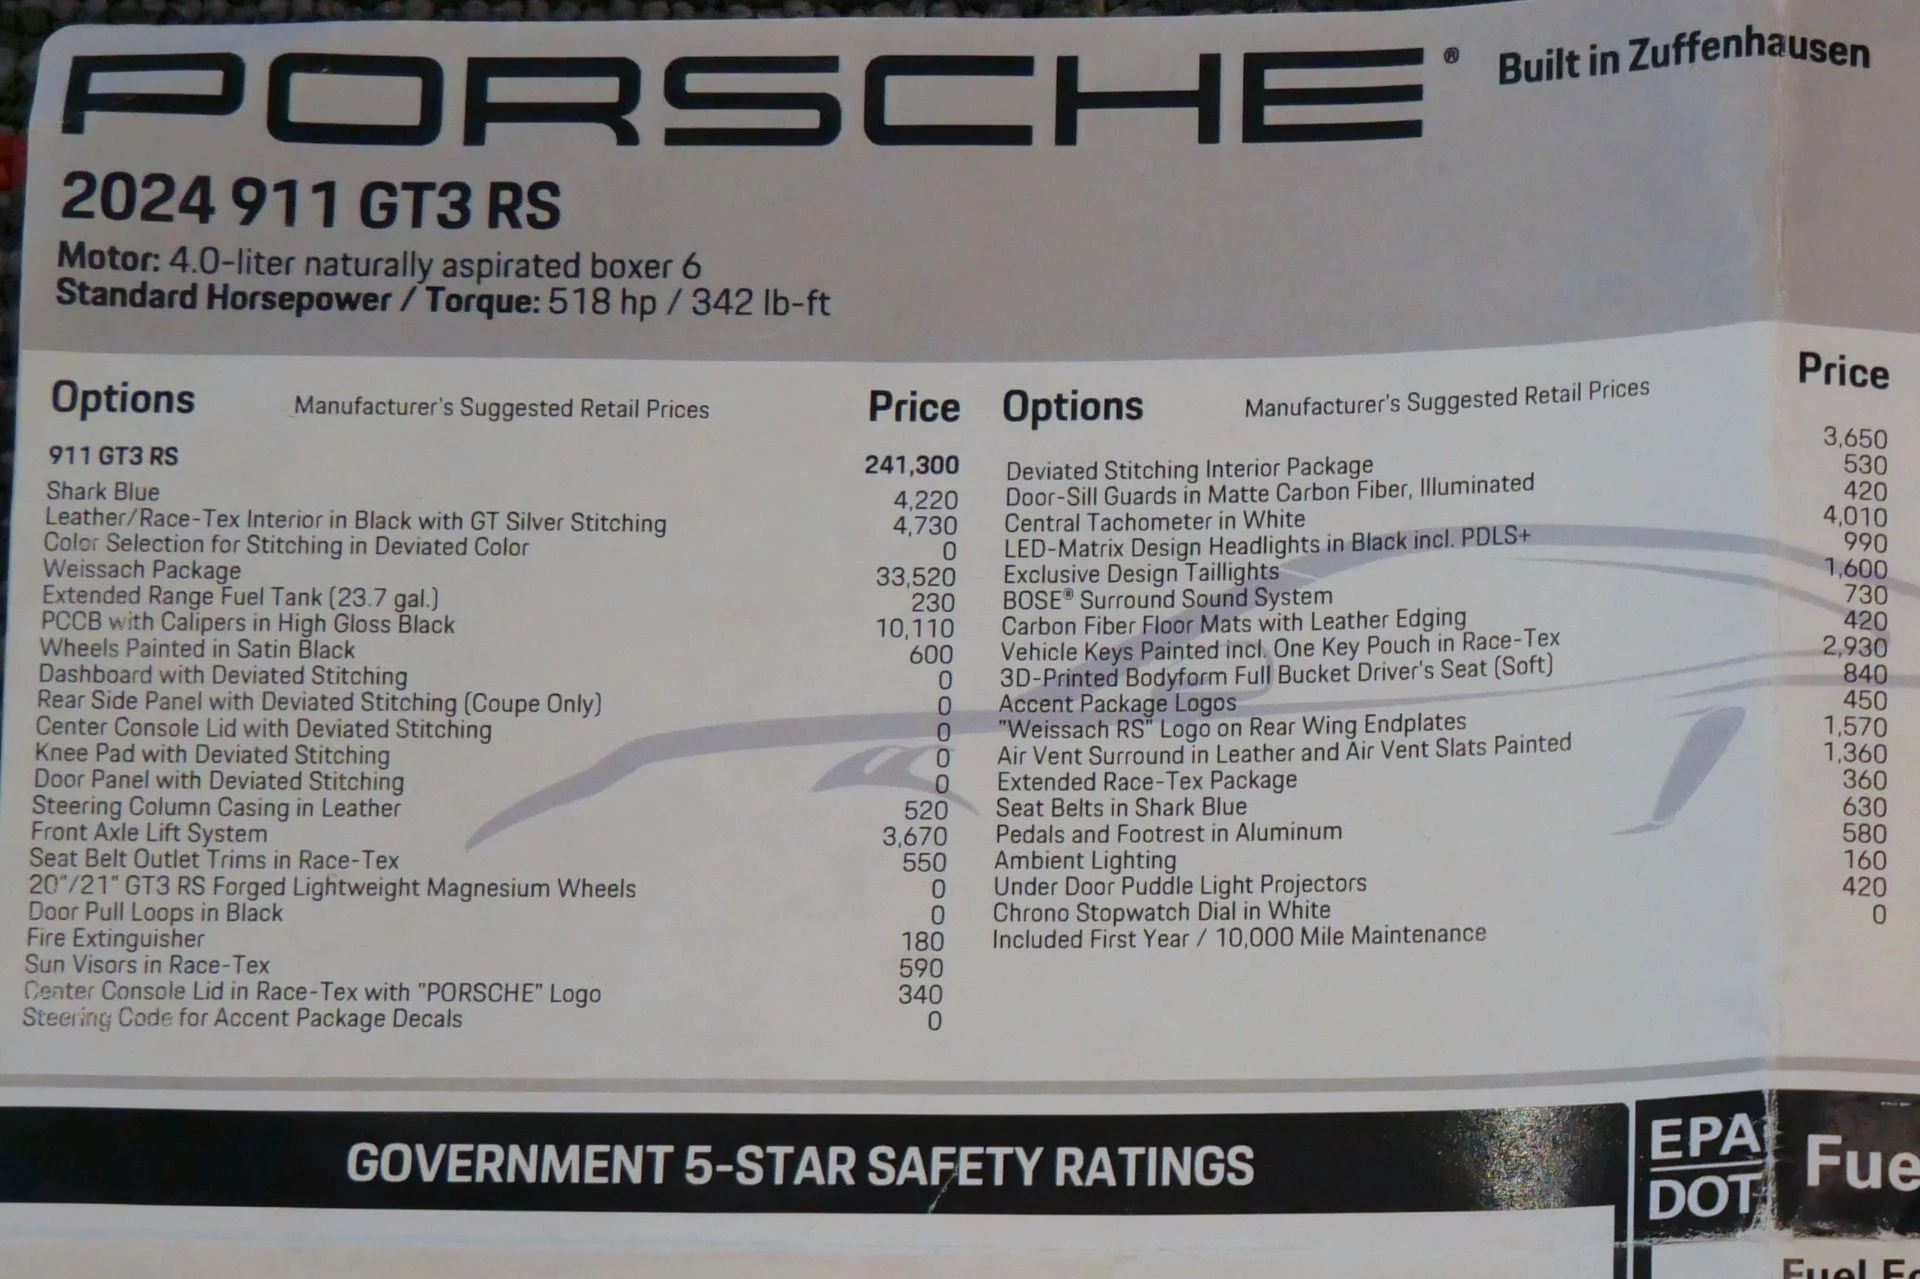 PORSCHE® Built in Zuffenhausen
2024 911 GT3 RS
Motor: 4.0-liter naturally aspirated boxer 6
Standard Horsepower / Torque: 518 hp / 342 lb-ft
Options Manufacturer's Suggested Retail Prices Price
911 GT3 RS 241,300
Shark Blue 4,220
Leather/Race-Tex Interior in Black with GT Silver Stitching 4,730
Color Selection for Stitching in Deviated Color 0
Weissach Package 33,520
Extended Range Fuel Tank (23.7 gal.) 230
PCCB with Calipers in High Gloss Black 10,110
Wheels Painted in Satin Black 600
Dashboard with Deviated Stitching 0
Rear Side Panel with Deviated Stitching (Coupe Only) 0
Center Console Lid with Deviated Stitching 0
Knee Pad with Deviated Stitching 0
Door Panel with Deviated Stitching 0
Steering Column Casing in Leather 520
Front Axle Lift System 3,670
Seat Belt Outlet Trims in Race-Tex 550
20"/21" GT3 RS Forged Lightweight Magnesium Wheels 0
Door Pull Loops in Black 0
Fire Extinguisher 180
Sun Visors in Race-Tex 590
Center Console Lid in Race-Tex with "PORSCHE" Logo 340
Steering Code for Accent Package Decals 0
Options Manufacturer's Suggested Retail Prices Price
Deviated Stitching Interior Package 3,650
Door-Sill Guards in Matte Carbon Fiber, Illuminated 530
Central Tachometer in White 420
LED-Matrix Design Headlights in Black incl. PDLS+ 4,010
Exclusive Design Taillights 990
BOSE® Surround Sound System 1,600
Carbon Fiber Floor Mats with Leather Edging 730
Vehicle Keys Painted incl. One Key Pouch in Race-Tex 420
3D-Printed Bodyform Full Bucket Driver's Seat (Soft) 2,930
Accent Package Logos 840
"Weissach RS" Logo on Rear Wing Endplates 450
Air Vent Surround in Leather and Air Vent Slats Painted 1,570
Extended Race-Tex Package 1,360
Seat Belts in Shark Blue 360
Pedals and Footrest in Aluminum 630
Ambient Lighting 580
Under Door Puddle Light Projectors 160
Chrono Stopwatch Dial in White 420
Included First Year / 10,000 Mile Maintenance 0
GOVERNMENT 5-STAR SAFETY RATINGS
EPA
DOT
Fue
Fuel Ec